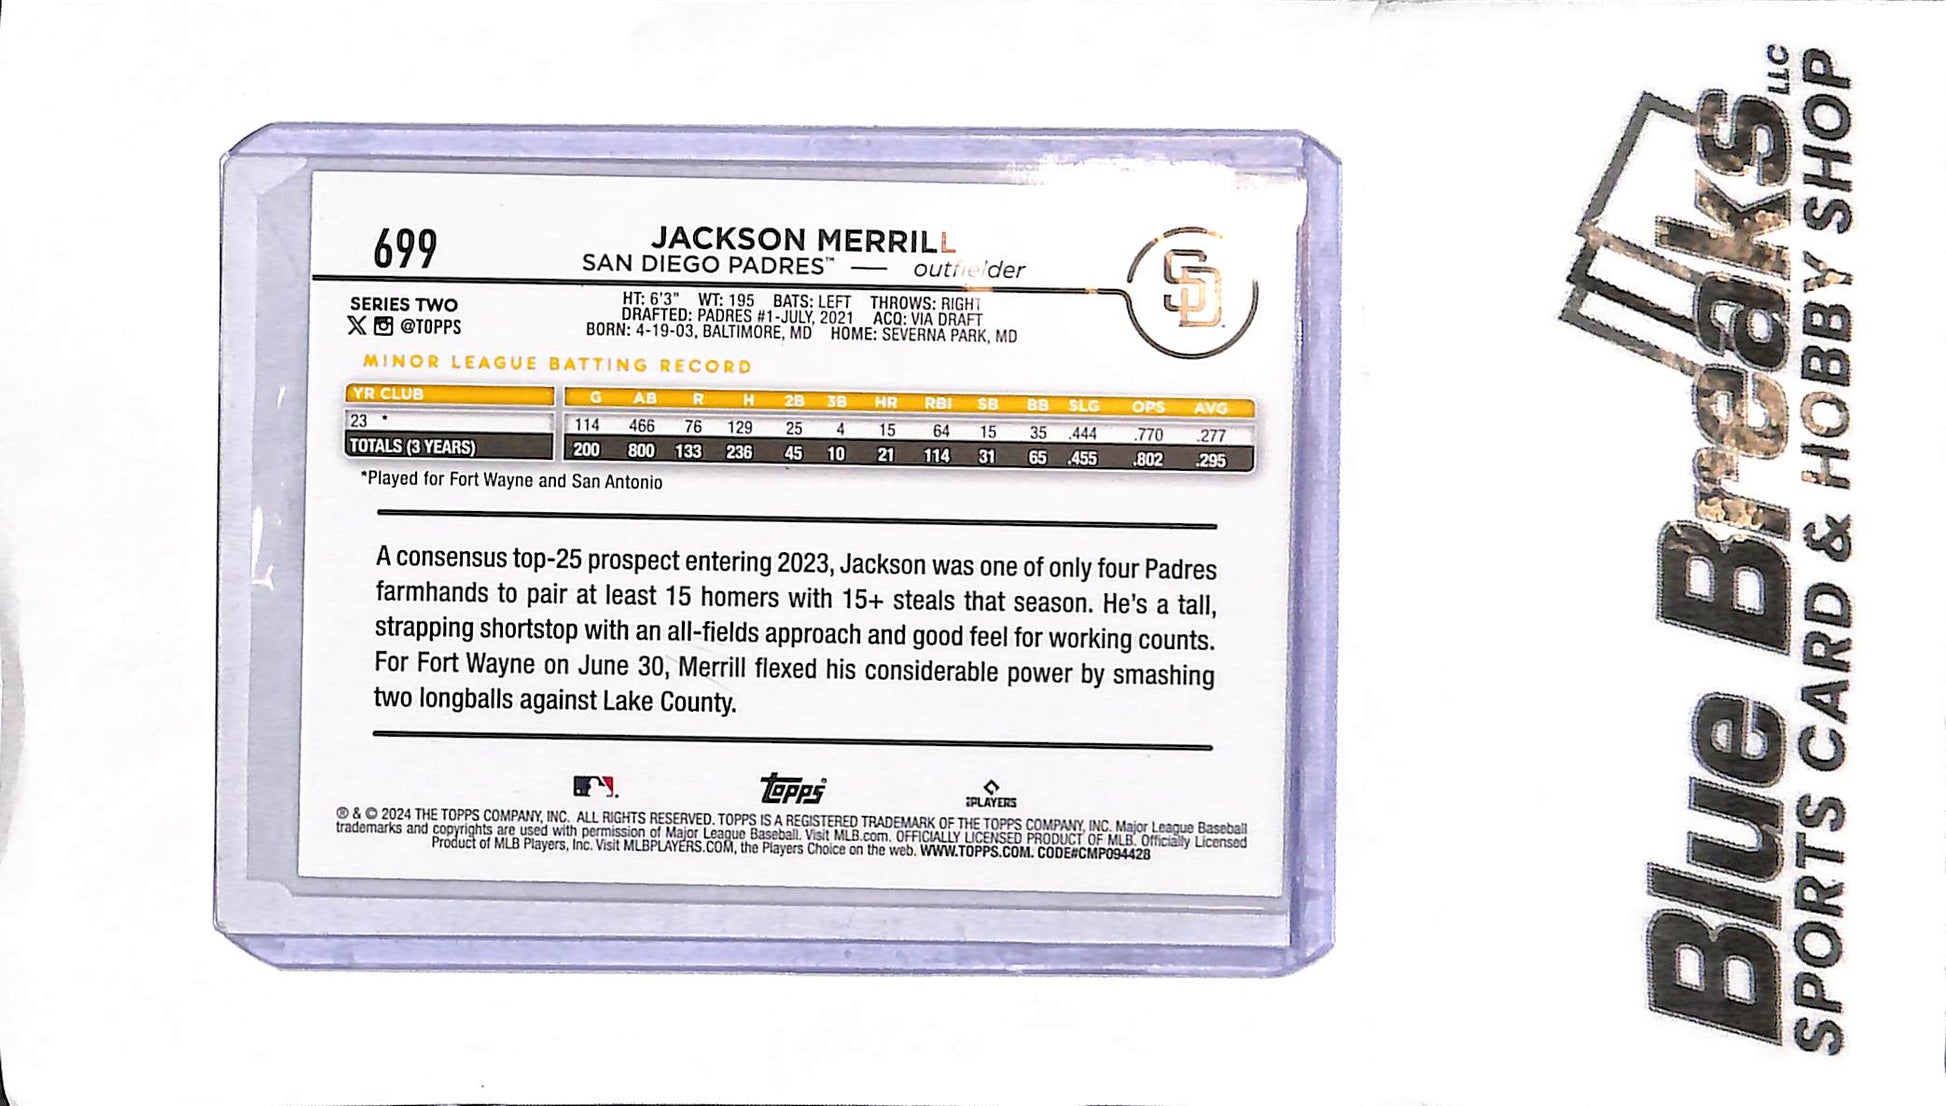 699
JACKSON MERRILL
SAN DIEGO PADRES™ — outfielder
SD
SERIES TWO
X @TOPPS
HT: 6'3" WT: 195 BATS: LEFT THROWS: RIGHT
DRAFTED: PADRES #1-JULY, 2021 ACQ: VIA DRAFT
BORN: 4-19-03, BALTIMORE, MD HOME: SEVERNA PARK, MD
MINOR LEAGUE BATTING RECORD
YR CLUB G AB R H 2B 3B HR RBI SB BB SLG OPS AVG
23 * 114 466 76 129 25 4 15 64 15 35 .444 .770 .277
TOTALS (3 YEARS) 200 800 133 236 45 10 21 114 31 65 .455 .802 .295
*Played for Fort Wayne and San Antonio
A consensus top-25 prospect entering 2023, Jackson was one of only four Padres
farmhands to pair at least 15 homers with 15+ steals that season. He's a tall,
strapping shortstop with an all-fields approach and good feel for working counts.
For Fort Wayne on June 30, Merrill flexed his considerable power by smashing
two longballs against Lake County.
Topps
PLAYERS
® & © 2024 THE TOPPS COMPANY, INC. ALL RIGHTS RESERVED. TOPPS IS A REGISTERED TRADEMARK OF THE TOPPS COMPANY, INC. Major League Baseball
trademarks and copyrights are used with permission of Major League Baseball. Visit MLB.com. OFFICIALLY LICENSED PRODUCT OF MLB. Officially Licensed
Product of MLB Players, Inc. Visit MLBPLAYERS.COM, the Players Choice on the web. WWW.TOPPS.COM. CODE#CMP094428
Blue Breaks LLC
SPORTS CARD & HOBBY SHOP